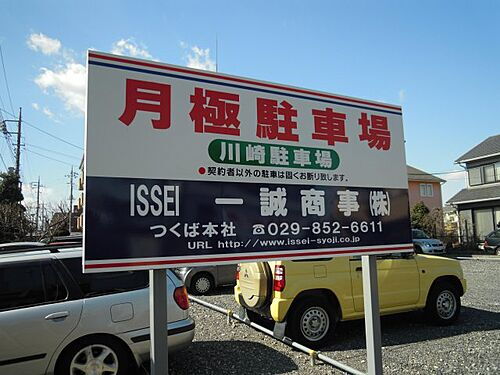 月極駐車場
川崎駐車場
●契約者以外の駐車は固くお断り致します。
ISSEI 一誠商事㈱
つくば本社 ☎029-852-6611
URL http://www.issei-syoji.co.jp